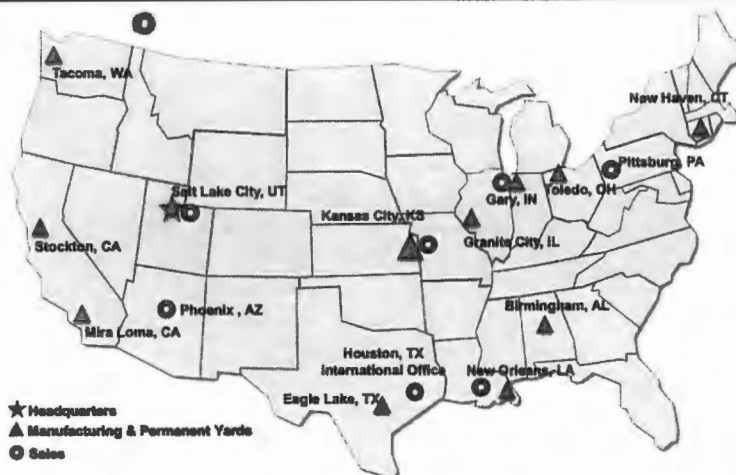 Tacoma, WA
New Haven, CT
Pittsburg, PA
Salt Lake City, UT
Gary, IN
Toledo, OH
Kansas City, KS
Granite City, IL
Stockton, CA
Phoenix , AZ
Mira Loma, CA
Birmingham, AL
Houston, TX
International Office
New Orleans, LA
Eagle Lake, TX
Headquarters
Manufacturing & Permanent Yards
Sales